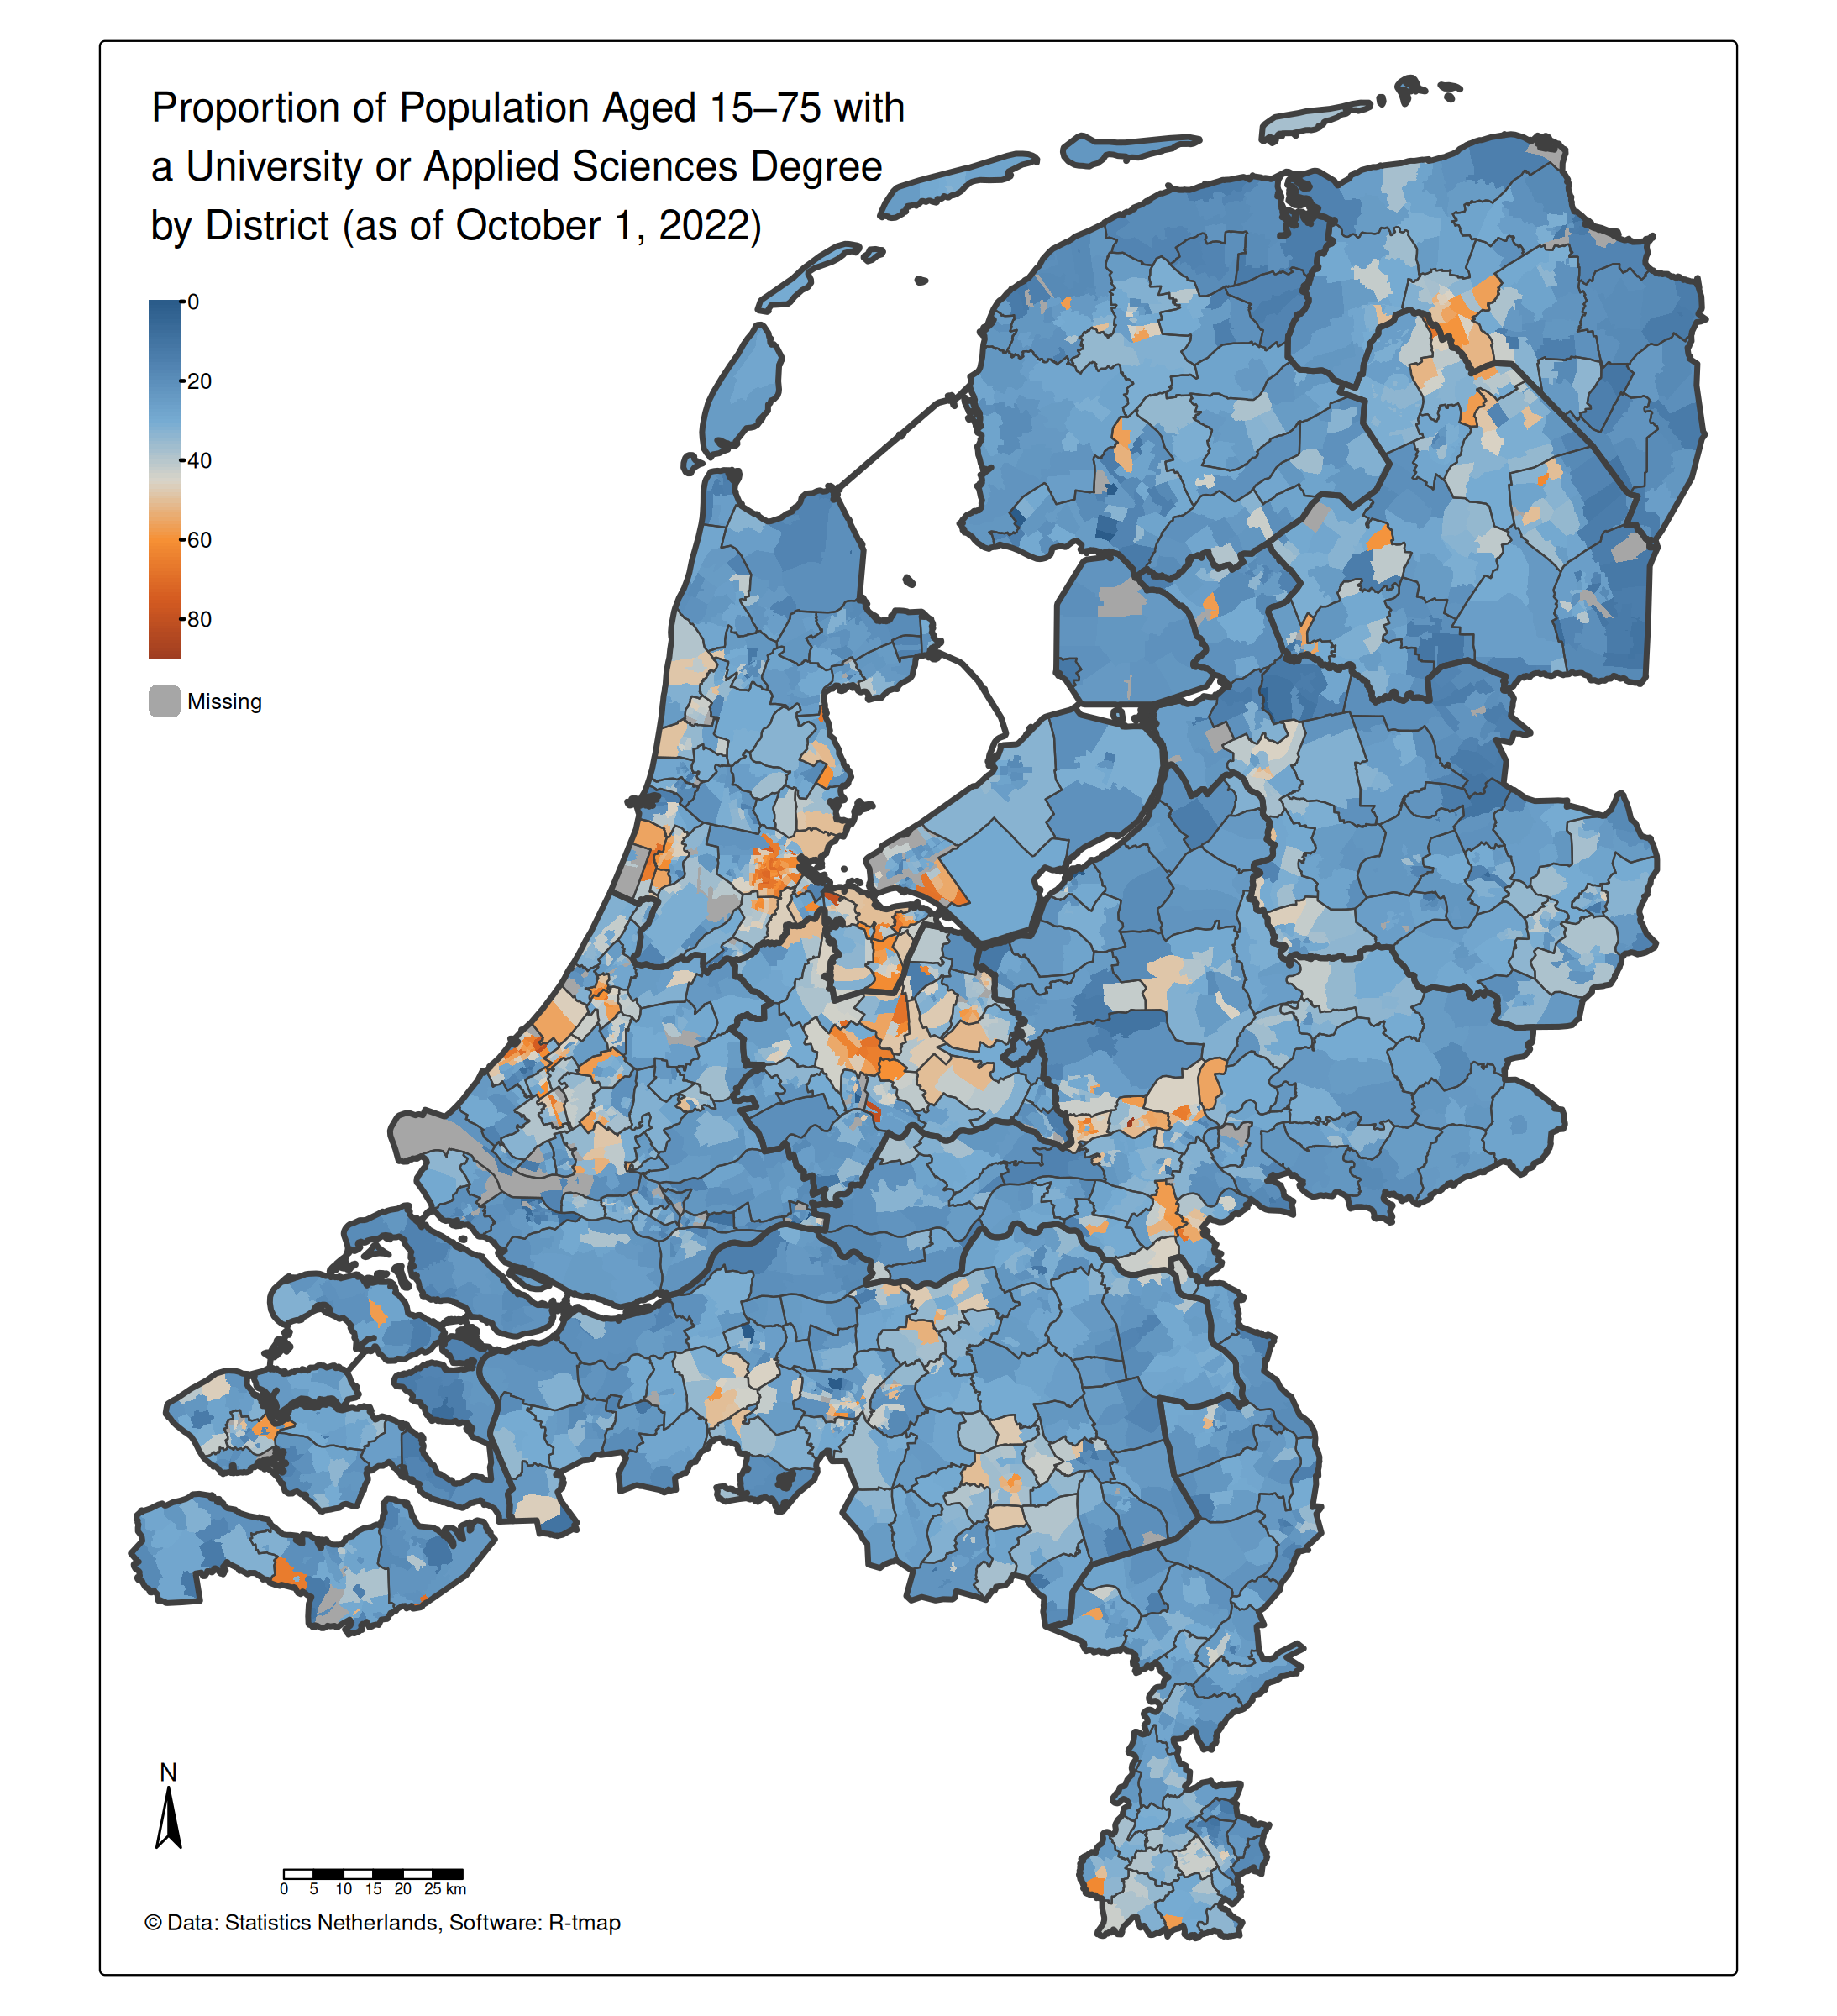 Proportion of Population Aged 15–75 with
a University or Applied Sciences Degree
by District (as of October 1, 2022)
0
20
40
60
80
Missing
N
0 5 10 15 20 25 km
© Data: Statistics Netherlands, Software: R-tmap